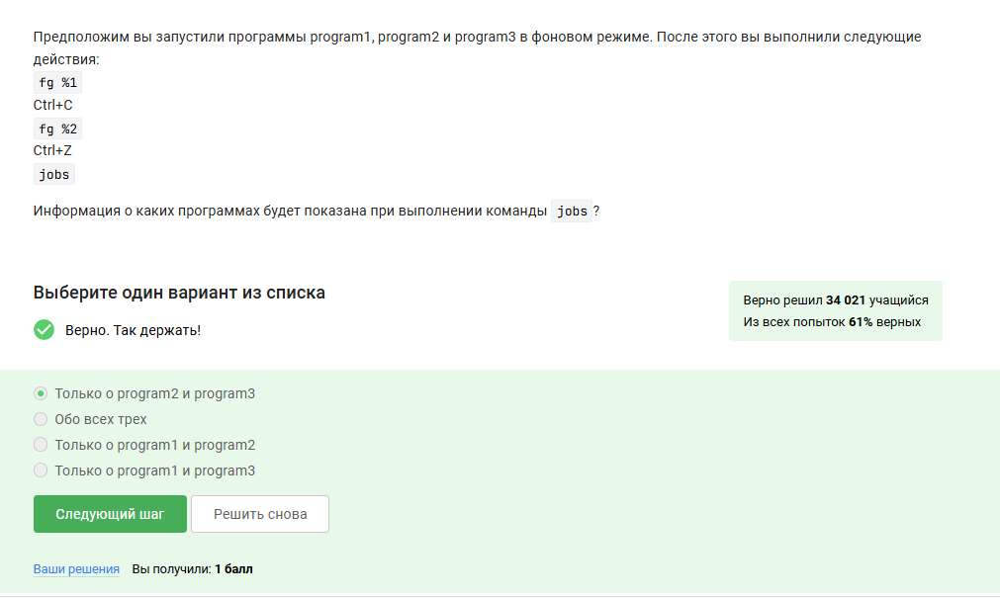 Предположим вы запустили программы program1, program2 и program3 в фоновом режиме. После этого вы выполнили следующие
действия:
fg %1
Ctrl+C
fg %2
Ctrl+Z
jobs
Информация о каких программах будет показана при выполнении команды jobs?
Выберите один вариант из списка
Верно. Так держать!
Верно решил 34 021 учащийся
Из всех попыток 61% верных
Только о program2 и program3
Обо всех трех
Только о program1 и program2
Только о program1 и program3
Следующий шаг Решить снова
Ваши решения Вы получили: 1 балл